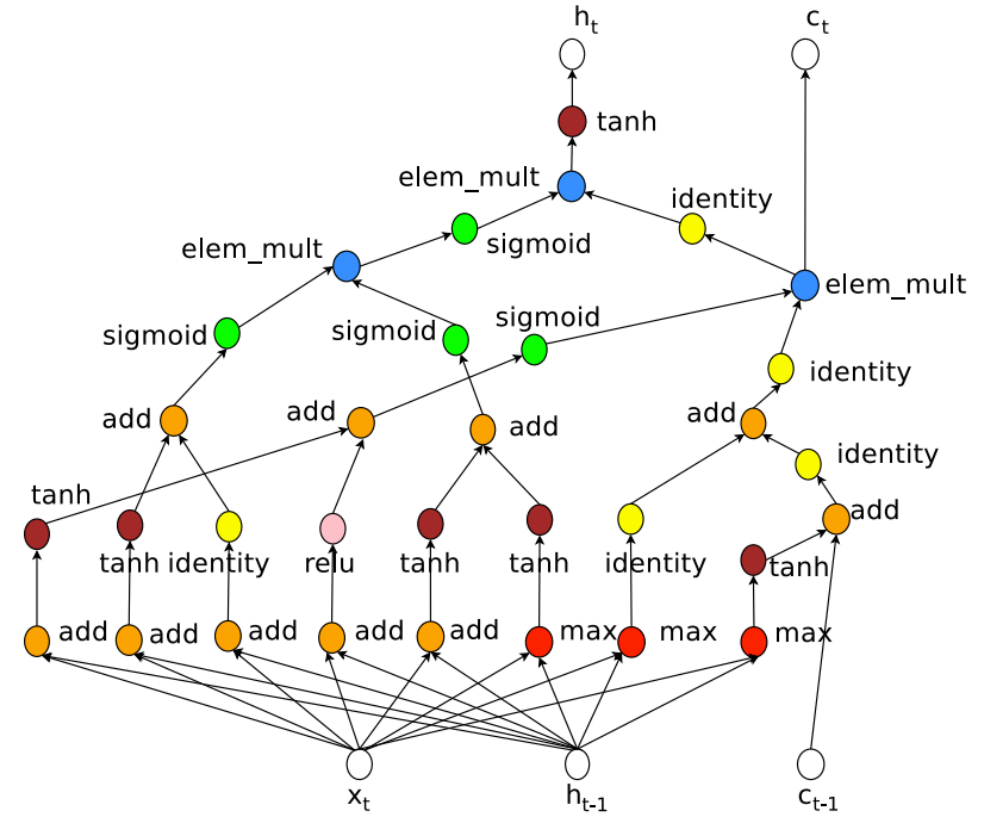 h_t c_t
tanh
elem_mult
identity
elem_mult sigmoid
elem_mult
sigmoid sigmoid sigmoid
identity
add add add add
identity
tanh
add
tanh identity relu tanh tanh identity tanh
add add add add add max max max
x_t h_t-1 c_t-1